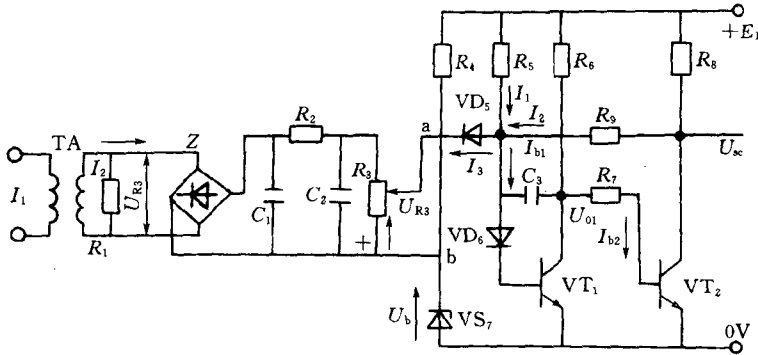 +E₁
R₄
R₅
R₆
R₈
VD₅
I₁
I₂
a
R₉
R₂
TA
Z
I₃
I_b1
U_sc
I₁
I₂
U_R3
R₃
C₃
R₇
C₁
C₂
U_R3
U₀₁
R₁
+
b
VD₆
I_b2
VT₁
VT₂
U_b
VS₇
0V